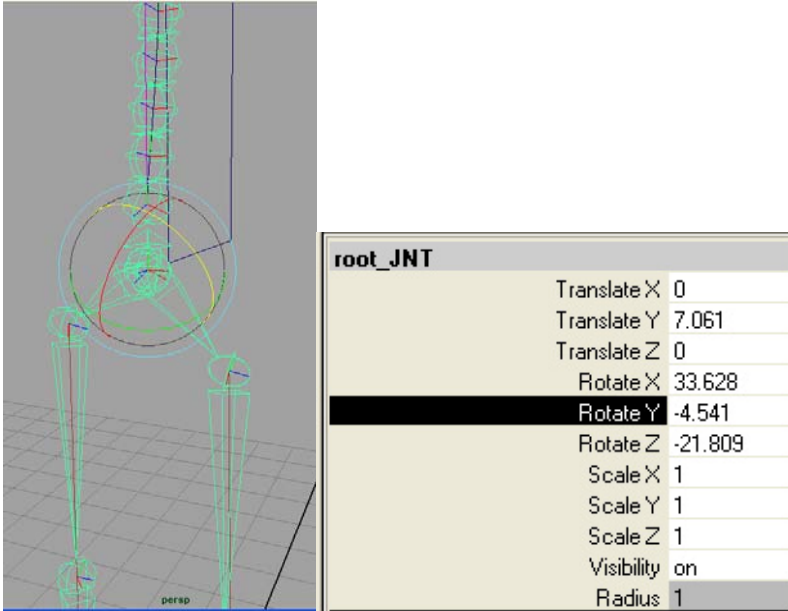 root_JNT
Translate X 0
Translate Y 7.061
Translate Z 0
Rotate X 33.628
Rotate Y -4.541
Rotate Z -21.809
Scale X 1
Scale Y 1
Scale Z 1
Visibility on
Radius 1
persp